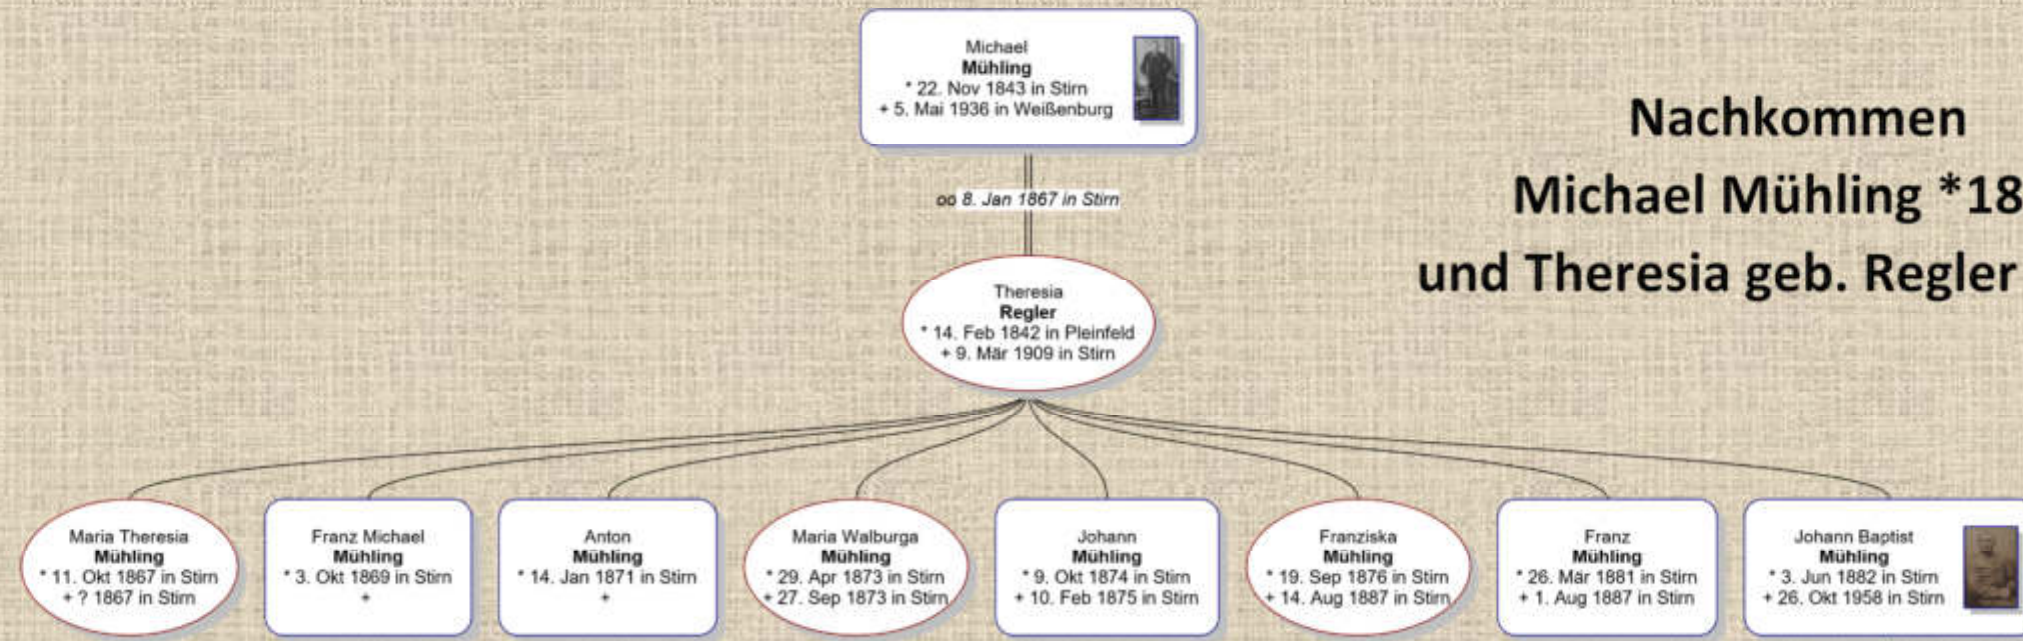 Michael
Mühling
* 22. Nov 1843 in Stirn
+ 5. Mai 1936 in Weißenburg
Nachkommen
Michael Mühling *18
und Theresia geb. Regler
oo 8. Jan 1867 in Stirn
Theresia
Regler
* 14. Feb 1842 in Pleinfeld
+ 9. Mär 1909 in Stirn
Maria Theresia
Mühling
* 11. Okt 1867 in Stirn
+ ? 1867 in Stirn
Franz Michael
Mühling
* 3. Okt 1869 in Stirn
+
Anton
Mühling
* 14. Jan 1871 in Stirn
+
Maria Walburga
Mühling
* 29. Apr 1873 in Stirn
+ 27. Sep 1873 in Stirn
Johann
Mühling
* 9. Okt 1874 in Stirn
+ 10. Feb 1875 in Stirn
Franziska
Mühling
* 19. Sep 1876 in Stirn
+ 14. Aug 1887 in Stirn
Franz
Mühling
* 26. Mär 1881 in Stirn
+ 1. Aug 1887 in Stirn
Johann Baptist
Mühling
* 3. Jun 1882 in Stirn
+ 26. Okt 1958 in Stirn